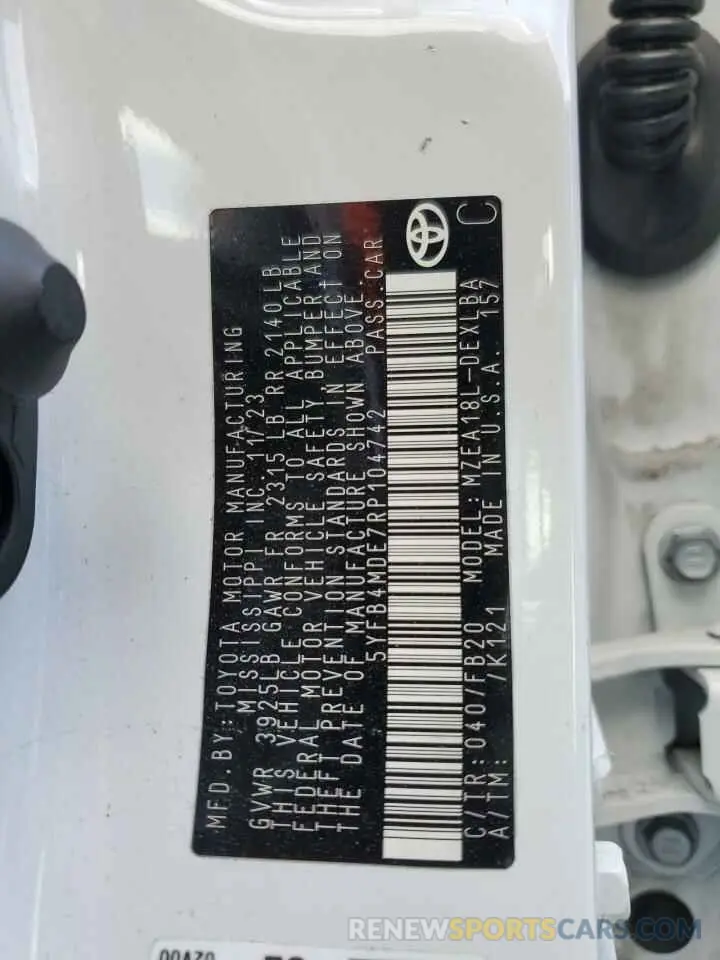 MFD.BY:TOYOTA MOTOR MANUFACTURING
MISSISSIPPI INC. 11/23
GVWR 3925LB GAWR FR 2315 LB RR 2140 LB
THIS VEHICLE CONFORMS TO ALL APPLICABLE
FEDERAL MOTOR VEHICLE SAFETY BUMPER, AND
THEFT PREVENTION STANDARDS IN EFFECT ON
THE DATE OF MANUFACTURE SHOWN ABOVE.
5YFB4MDE7RP104742 PASS.CAR
C/TR:040/FB20 MODEL:MZEA18L-DEXLBA
A/TM: /K121 MADE IN U.S.A. 157 C
00AZ0
RENEWSPORTSCARS.COM